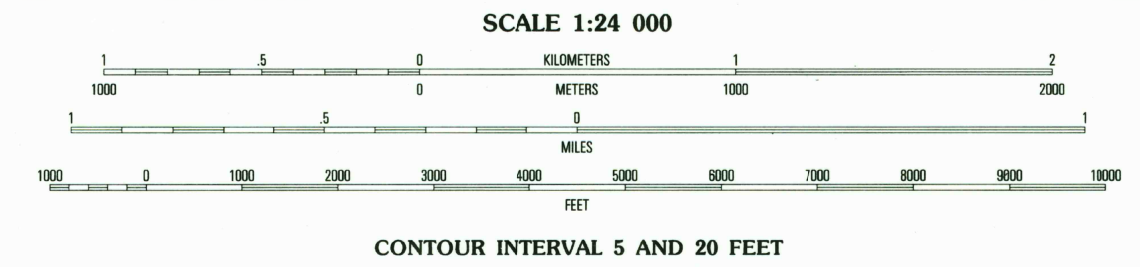 SCALE 1:24 000
1 .5 0 KILOMETERS 1 2
1000 0 METERS 1000 2000
1 .5 0 1
MILES
1000 0 1000 2000 3000 4000 5000 6000 7000 8000 9000 10000
FEET
CONTOUR INTERVAL 5 AND 20 FEET